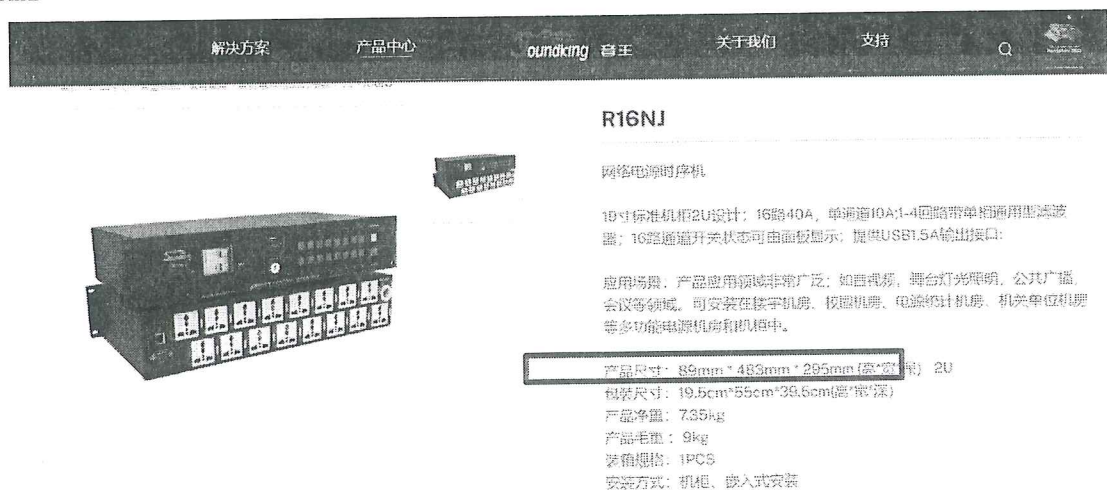 解决方案 产品中心 oundking 音王 关于我们 支持
R16NJ
网络电源时序机
19寸标准机柜2U设计；16路40A，单通道10A;1-4回路带单相通用型滤波
器；16路通道开关状态可由面板显示；提供USB1.5A输出接口;
应用场景：产品应用领域非常广泛；如音视频，舞台灯光照明，公共广播，
会议等领域。可安装在楼宇机房、校园机房、电源统计机房、机关单位机房
等多功能电源机房和机柜中。
产品尺寸：89mm * 483mm * 295mm (高*宽*深) 2U
包装尺寸：19.5cm*55cm*39.5cm(高*宽*深)
产品净重：7.35kg
产品毛重：9kg
装箱规格：1PCS
安装方式：机柜、嵌入式安装